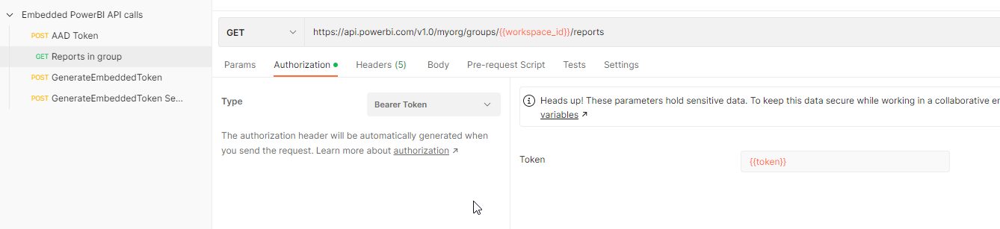 Embedded PowerBI API calls
POST AAD Token
GET Reports in group
POST GenerateEmbeddedToken
POST GenerateEmbeddedToken Se...
GET https://api.powerbi.com/v1.0/myorg/groups/{{workspace_id}}/reports
Params Authorization Headers (5) Body Pre-request Script Tests Settings
Type Bearer Token
The authorization header will be automatically generated when
you send the request. Learn more about authorization ↗
Heads up! These parameters hold sensitive data. To keep this data secure while working in a collaborative en
variables ↗
Token {{token}}